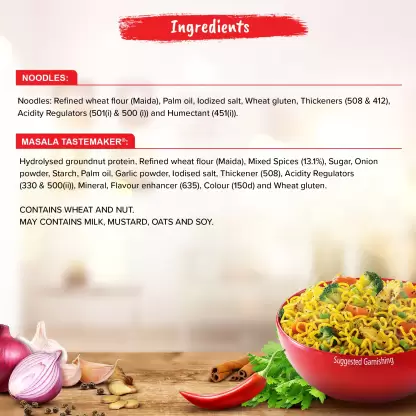 Ingredients
NOODLES:
Noodles: Refined wheat flour (Maida), Palm oil, Iodized salt, Wheat gluten, Thickeners (508 & 412),
Acidity Regulators (501(i) & 500 (i)) and Humectant (451(i)).
MASALA TASTEMAKER®:
Hydrolysed groundnut protein, Refined wheat flour (Maida), Mixed Spices (13.1%), Sugar, Onion
powder, Starch, Palm oil, Garlic powder, Iodised salt, Thickener (508), Acidity Regulators
(330 & 500(ii)), Mineral, Flavour enhancer (635), Colour (150d) and Wheat gluten.
CONTAINS WHEAT AND NUT.
MAY CONTAINS MILK, MUSTARD, OATS AND SOY.
Suggested Garnishing